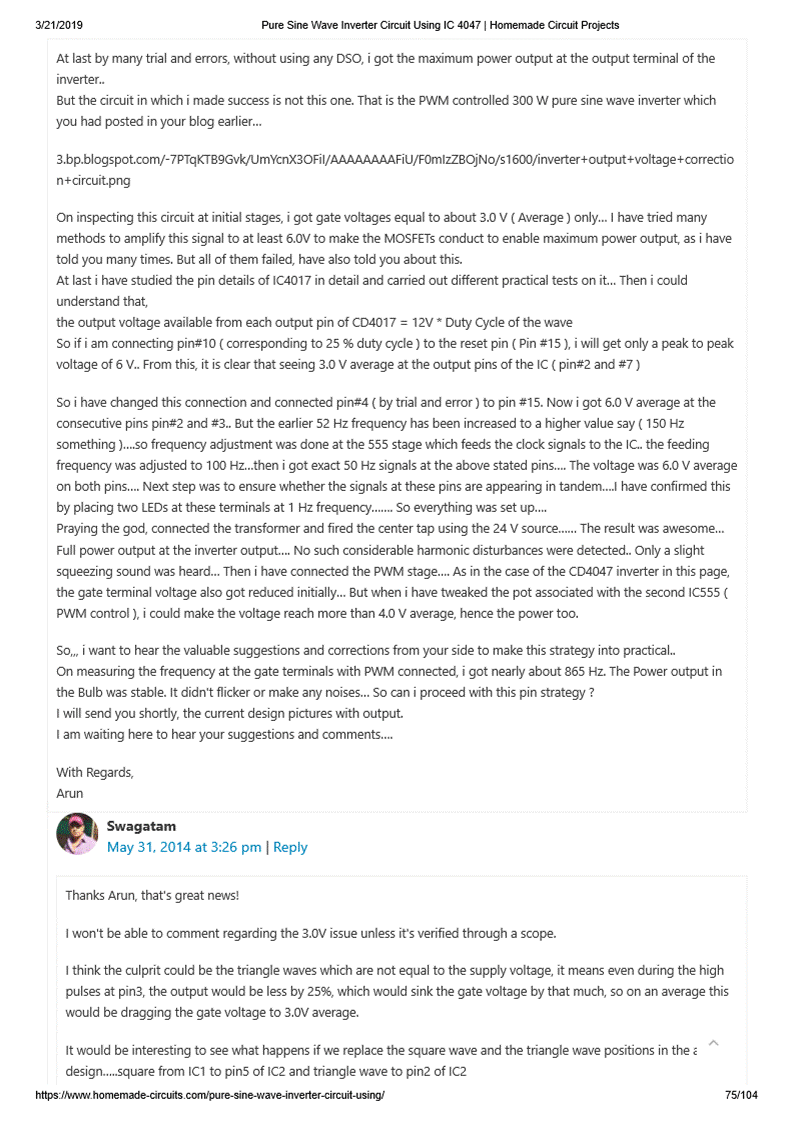 3/21/2019
Pure Sine Wave Inverter Circuit Using IC 4047 | Homemade Circuit Projects
At last by many trial and errors, without using any DSO, i got the maximum power output at the output terminal of the
inverter..
But the circuit in which i made success is not this one. That is the PWM controlled 300 W pure sine wave inverter which
you had posted in your blog earlier…
3.bp.blogspot.com/-7PTqKTB9Gvk/UmYcnX3OFiI/AAAAAAAAFiU/F0mIzZBOjNo/s1600/inverter+output+voltage+correctio
n+circuit.png
On inspecting this circuit at initial stages, i got gate voltages equal to about 3.0 V ( Average ) only… I have tried many
methods to amplify this signal to at least 6.0V to make the MOSFETs conduct to enable maximum power output, as i have
told you many times. But all of them failed, have also told you about this.
At last i have studied the pin details of IC4017 in detail and carried out different practical tests on it… Then i could
understand that,
the output voltage available from each output pin of CD4017 = 12V * Duty Cycle of the wave
So if i am connecting pin#10 ( corresponding to 25 % duty cycle ) to the reset pin ( Pin #15 ), i will get only a peak to peak
voltage of 6 V.. From this, it is clear that seeing 3.0 V average at the output pins of the IC ( pin#2 and #7 )
So i have changed this connection and connected pin#4 ( by trial and error ) to pin #15. Now i got 6.0 V average at the
consecutive pins pin#2 and #3.. But the earlier 52 Hz frequency has been increased to a higher value say ( 150 Hz
something )….so frequency adjustment was done at the 555 stage which feeds the clock signals to the IC.. the feeding
frequency was adjusted to 100 Hz…then i got exact 50 Hz signals at the above stated pins…. The voltage was 6.0 V average
on both pins…. Next step was to ensure whether the signals at these pins are appearing in tandem….I have confirmed this
by placing two LEDs at these terminals at 1 Hz frequency……. So everything was set up….
Praying the god, connected the transformer and fired the center tap using the 24 V source…… The result was awesome…
Full power output at the inverter output…. No such considerable harmonic disturbances were detected.. Only a slight
squeezing sound was heard… Then i have connected the PWM stage…. As in the case of the CD4047 inverter in this page,
the gate terminal voltage also got reduced initially… But when i have tweaked the pot associated with the second IC555 (
PWM control ), i could make the voltage reach more than 4.0 V average, hence the power too.
So,,, i want to hear the valuable suggestions and corrections from your side to make this strategy into practical..
On measuring the frequency at the gate terminals with PWM connected, i got nearly about 865 Hz. The Power output in
the Bulb was stable. It didn't flicker or make any noises… So can i proceed with this pin strategy ?
I will send you shortly, the current design pictures with output.
I am waiting here to hear your suggestions and comments….
With Regards,
Arun
Swagatam
May 31, 2014 at 3:26 pm | Reply
Thanks Arun, that's great news!
I won't be able to comment regarding the 3.0V issue unless it's verified through a scope.
I think the culprit could be the triangle waves which are not equal to the supply voltage, it means even during the high
pulses at pin3, the output would be less by 25%, which would sink the gate voltage by that much, so on an average this
would be dragging the gate voltage to 3.0V average.
It would be interesting to see what happens if we replace the square wave and the triangle wave positions in the
design…..square from IC1 to pin5 of IC2 and triangle wave to pin2 of IC2
https://www.homemade-circuits.com/pure-sine-wave-inverter-circuit-using/
75/104